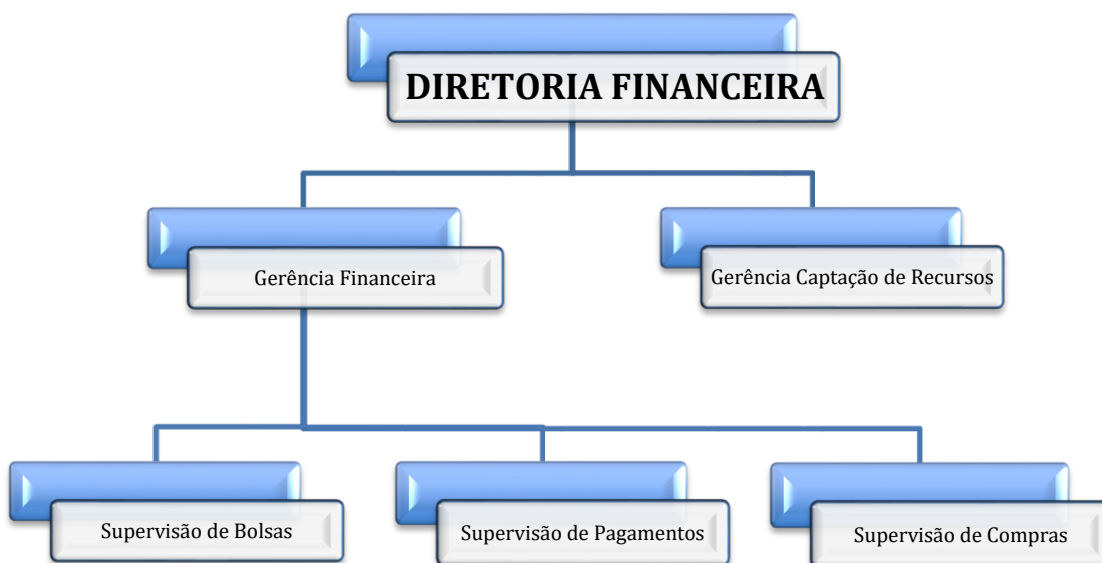 DIRETORIA FINANCEIRA
Gerência Financeira
Gerência Captação de Recursos
Supervisão de Bolsas
Supervisão de Pagamentos
Supervisão de Compras